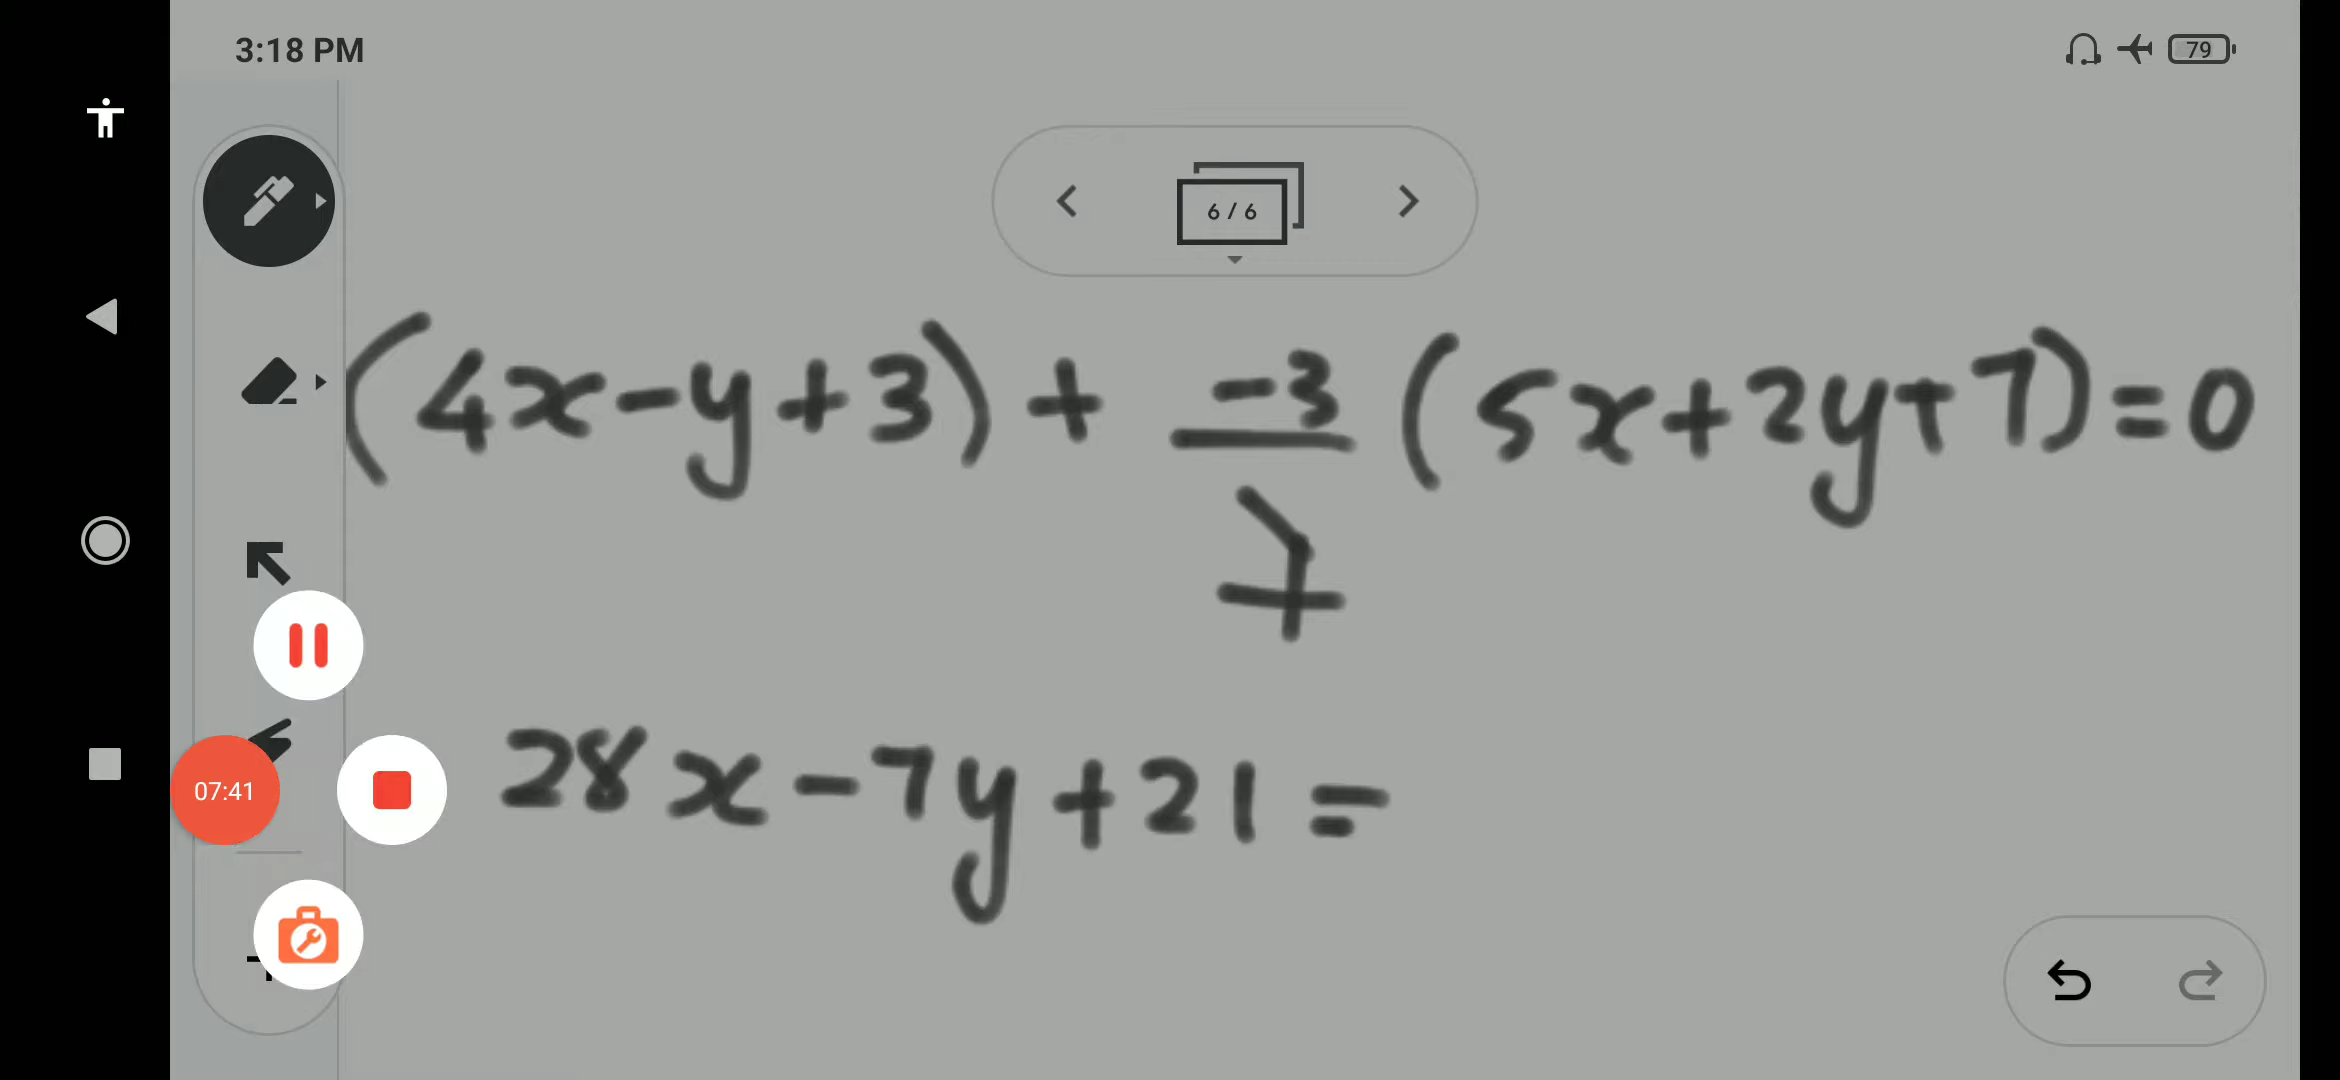 3:18 PM
79
6 / 6
(4x-y+3) + -3/7 (5x+2y+7)=0
28x-7y+21=
07:41